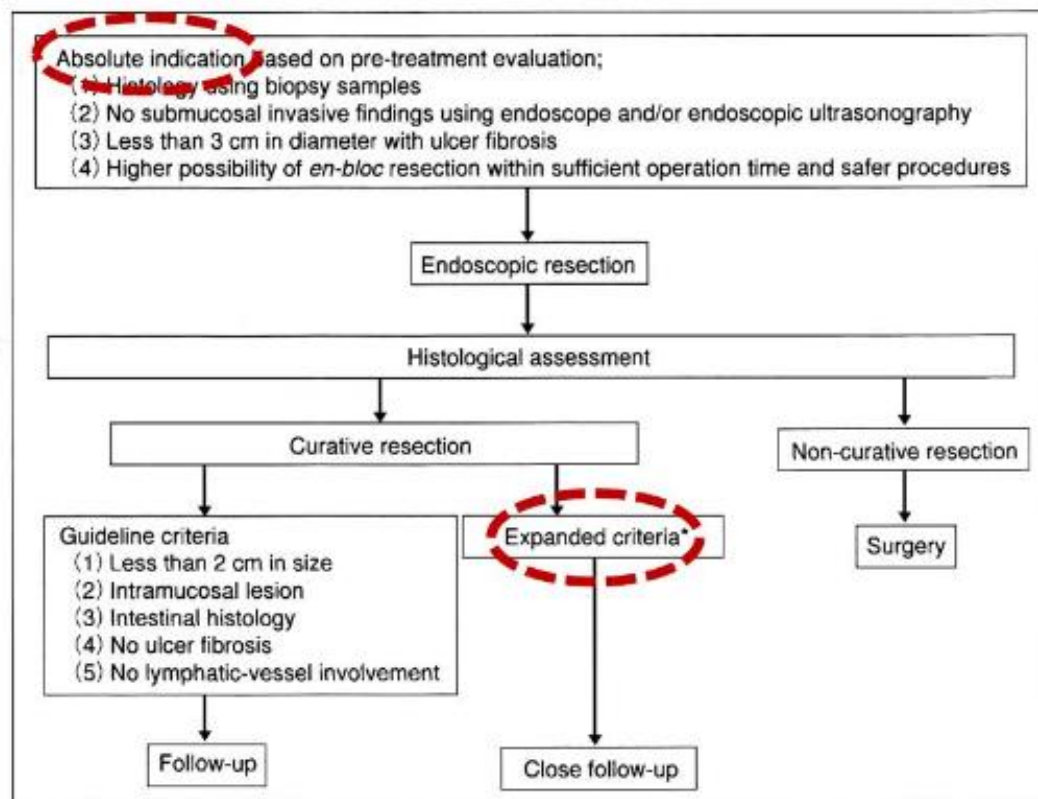 Absolute indication based on pre-treatment evaluation;
(1) Histology using biopsy samples
(2) No submucosal invasive findings using endoscope and/or endoscopic ultrasonography
(3) Less than 3 cm in diameter with ulcer fibrosis
(4) Higher possibility of en-bloc resection within sufficient operation time and safer procedures
Endoscopic resection
Histological assessment
Curative resection
Non-curative resection
Guideline criteria
(1) Less than 2 cm in size
(2) Intramucosal lesion
(3) Intestinal histology
(4) No ulcer fibrosis
(5) No lymphatic-vessel involvement
Expanded criteria*
Surgery
Follow-up
Close follow-up